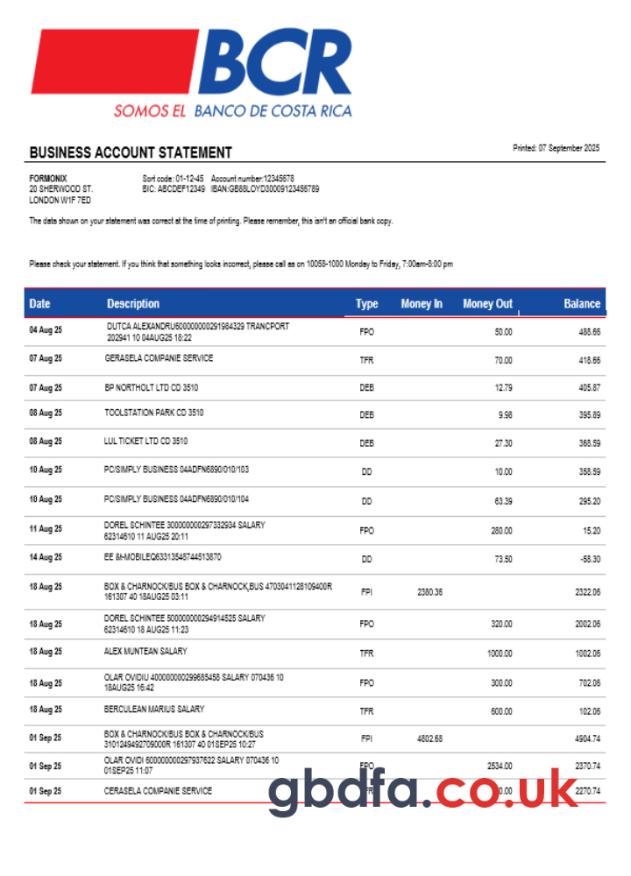 BCR
SOMOS EL BANCO DE COSTA RICA
BUSINESS ACCOUNT STATEMENT
Printed: 07 September 2025
FORMONIX Sort code: 01-12-45 Account number:12345678
20 SHERWOOD ST. BIC: ABCDEF12349 IBAN:GB88LOYD30009123456789
LONDON W1F 7ED
The data shown on your statement was correct at the time of printing. Please remember, this isn't an official bank copy.
Please check your statement. If you think that something looks incorrect, please call as on 10058-1000 Monday to Friday, 7:00am-8:00 pm
Date Description Type Money In Money Out Balance
04 Aug 25 DUTCA ALEXANDRU600000000291984329 TRANCPORT FPO 50.00 488.66
202941 10 04AUG25 18:22
07 Aug 25 GERASELA COMPANIE SERVICE TFR 70.00 418.66
07 Aug 25 BP NORTHOLT LTD CD 3510 DEB 12.79 405.87
08 Aug 25 TOOLSTATION PARK CD 3510 DEB 9.98 395.89
08 Aug 25 LUL TICKET LTD CD 3510 DEB 27.30 368.59
10 Aug 25 PC/SIMPLY BUSINESS 04ADFN6890/010/103 DD 10.00 358.59
10 Aug 25 PC/SIMPLY BUSINESS 04ADFN6890/010/104 DD 63.39 295.20
11 Aug 25 DOREL SCHINTEE 300000000297332934 SALARY FPO 280.00 15.20
62314610 11 AUG25 20:11
14 Aug 25 EE &MOBILEQ63313545744513870 DD 73.50 -58.30
18 Aug 25 BOX & CHARNOCK/BUS BOX & CHARNOCK,BUS 4703041128109400R FPI 2380.36 2322.06
161307 40 18AUG25 03:11
18 Aug 25 DOREL SCHINTEE 500000000294914525 SALARY FPO 320.00 2002.06
62314610 18 AUG25 11:23
18 Aug 25 ALEX MUNTEAN SALARY TFR 1000.00 1002.06
18 Aug 25 OLAR OVIDIU 400000000299685458 SALARY 070436 10 FPO 300.00 702.06
18AUG25 16:42
18 Aug 25 BERCULEAN MARIUS SALARY TFR 600.00 102.06
01 Sep 25 BOX & CHARNOCK/BUS BOX & CHARNOCK/BUS FPI 4802.68 4904.74
3101249492709000R 161307 40 01SEP25 10:27
01 Sep 25 OLAR OVIDI 600000000297937622 SALARY 070436 10 FPO 2534.00 2370.74
01SEP25 11:07
01 Sep 25 CERASELA COMPANIE SERVICE 2270.74
gbdfa.co.uk